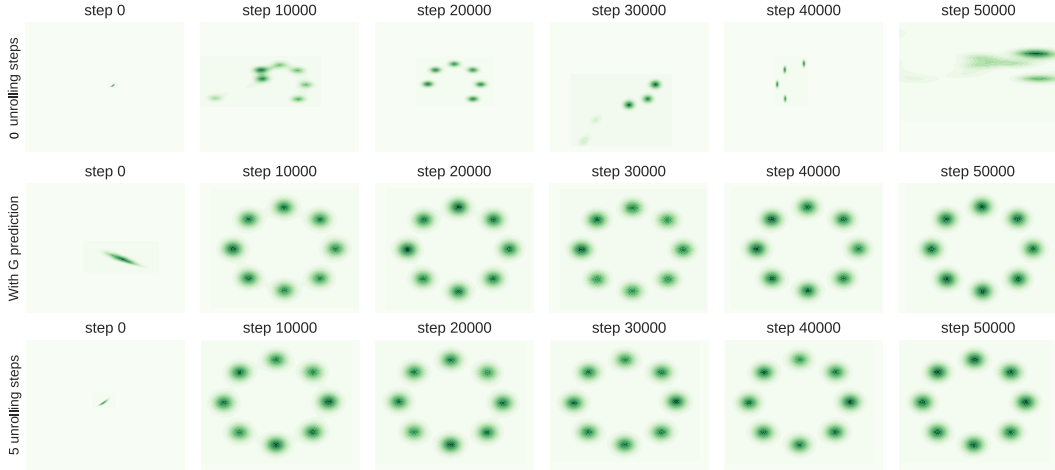 step 0 step 10000 step 20000 step 30000 step 40000 step 50000
0 unrolling steps
step 0 step 10000 step 20000 step 30000 step 40000 step 50000
With G prediction
step 0 step 10000 step 20000 step 30000 step 40000 step 50000
5 unrolling steps